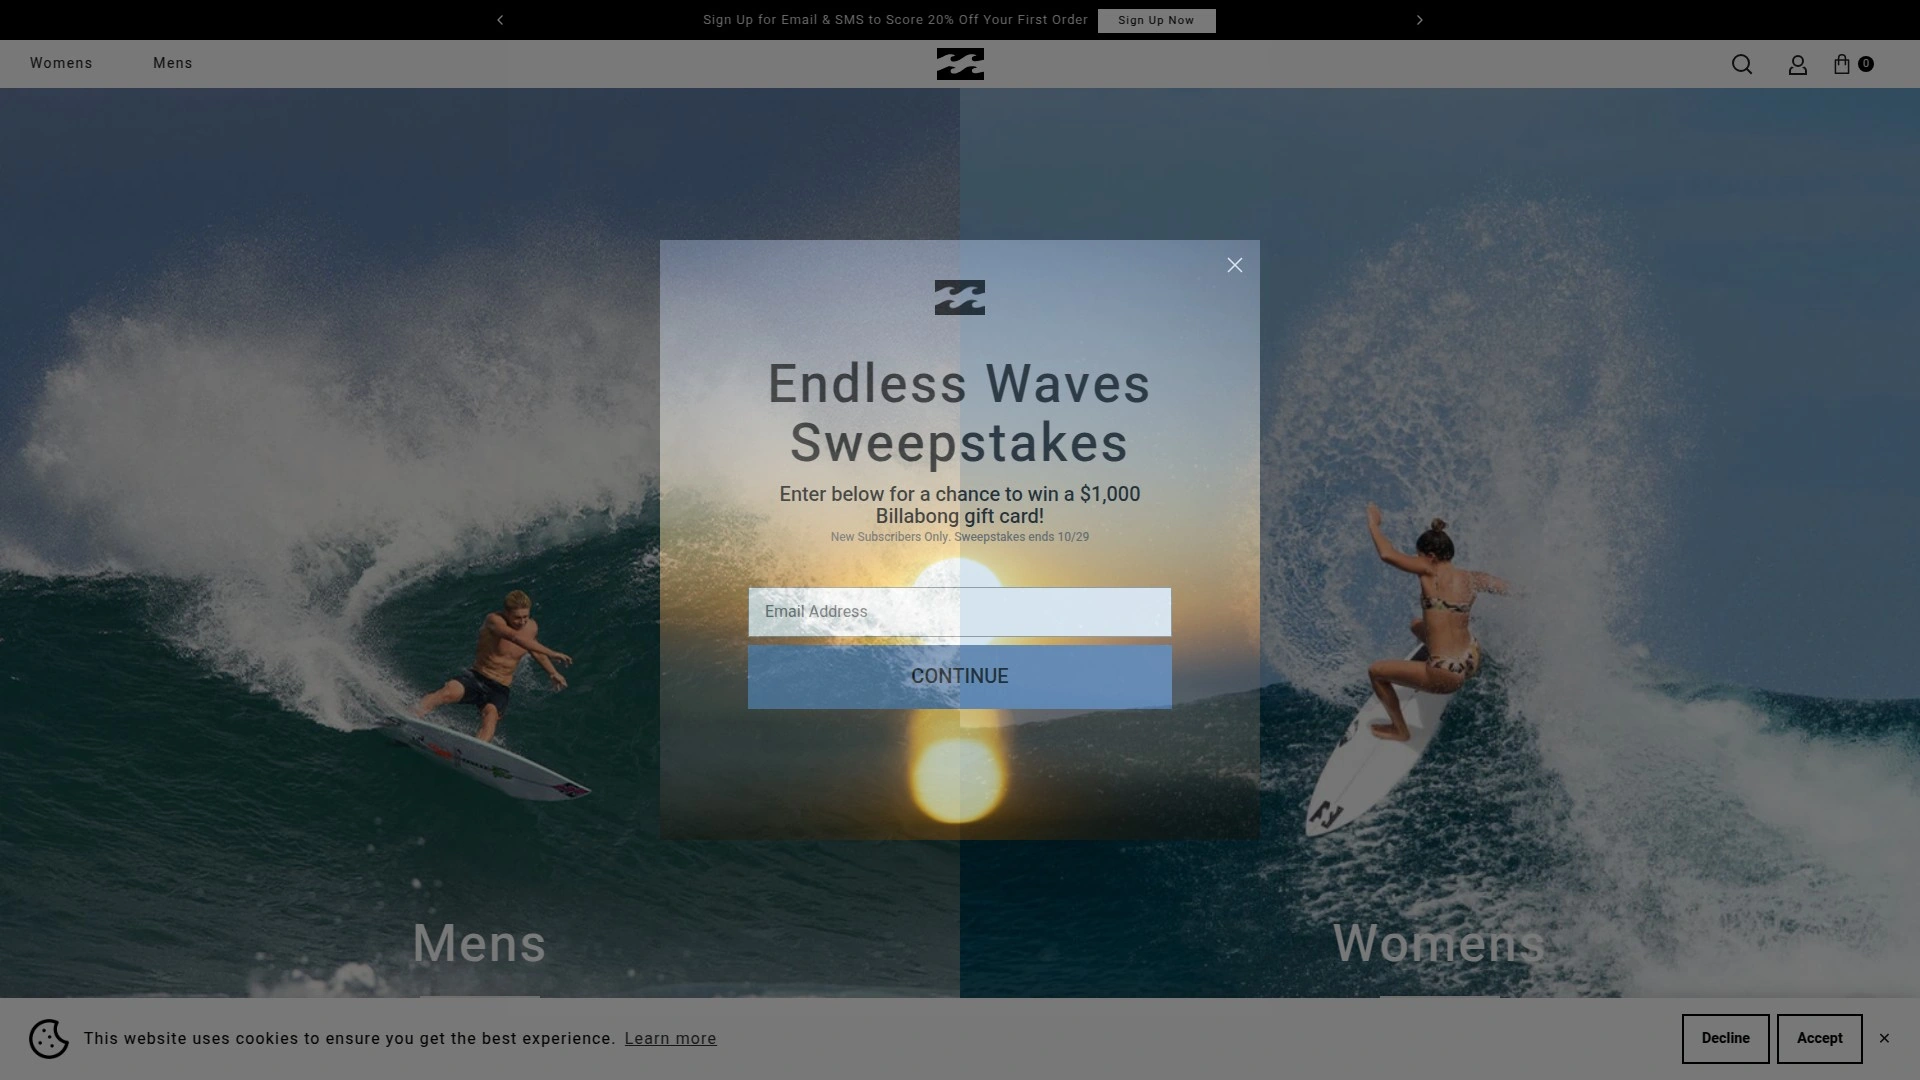 Sign Up for Email & SMS to Score 20% Off Your First Order Sign Up Now
Womens Mens
0
Endless Waves
Sweepstakes
Enter below for a chance to win a $1,000
Billabong gift card!
New Subscribers Only. Sweepstakes ends 10/29
Email Address
CONTINUE
Mens
Womens
This website uses cookies to ensure you get the best experience. Learn more
Decline Accept